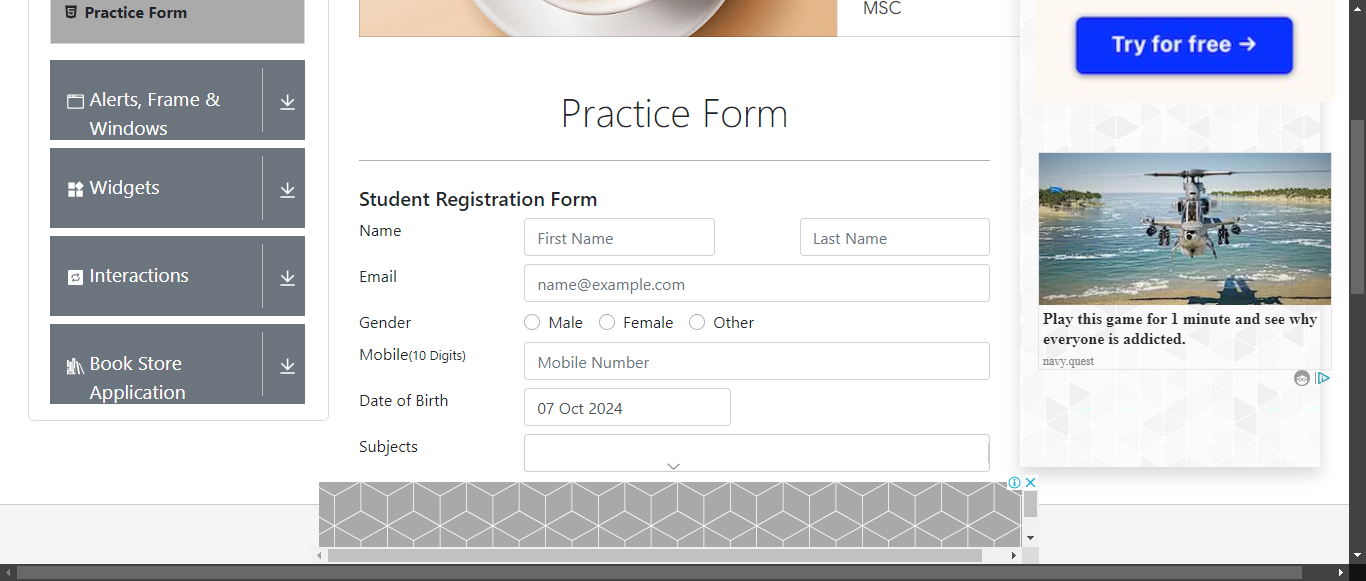 Practice Form
Alerts, Frame &
Windows
Widgets
Interactions
Book Store
Application
MSC
Practice Form
Student Registration Form
Name
First Name
Last Name
Email
name@example.com
Gender
Male
Female
Other
Mobile(10 Digits)
Mobile Number
Date of Birth
07 Oct 2024
Subjects
Try for free →
Play this game for 1 minute and see why
everyone is addicted.
navy.quest